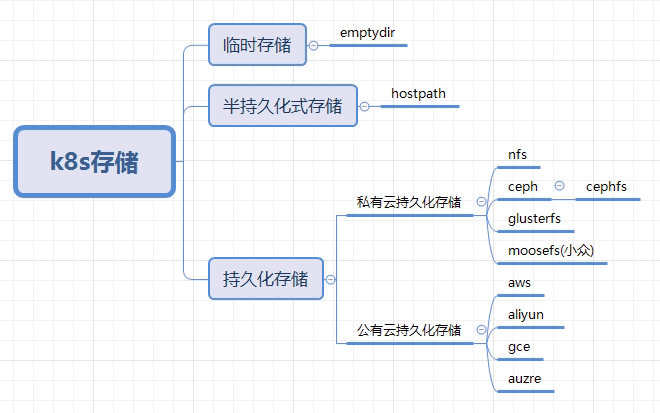 k8s存储
临时存储
emptydir
半持久化式存储
hostpath
持久化存储
私有云持久化存储
nfs
ceph
cephfs
glusterfs
moosefs(小众)
公有云持久化存储
aws
aliyun
gce
auzre